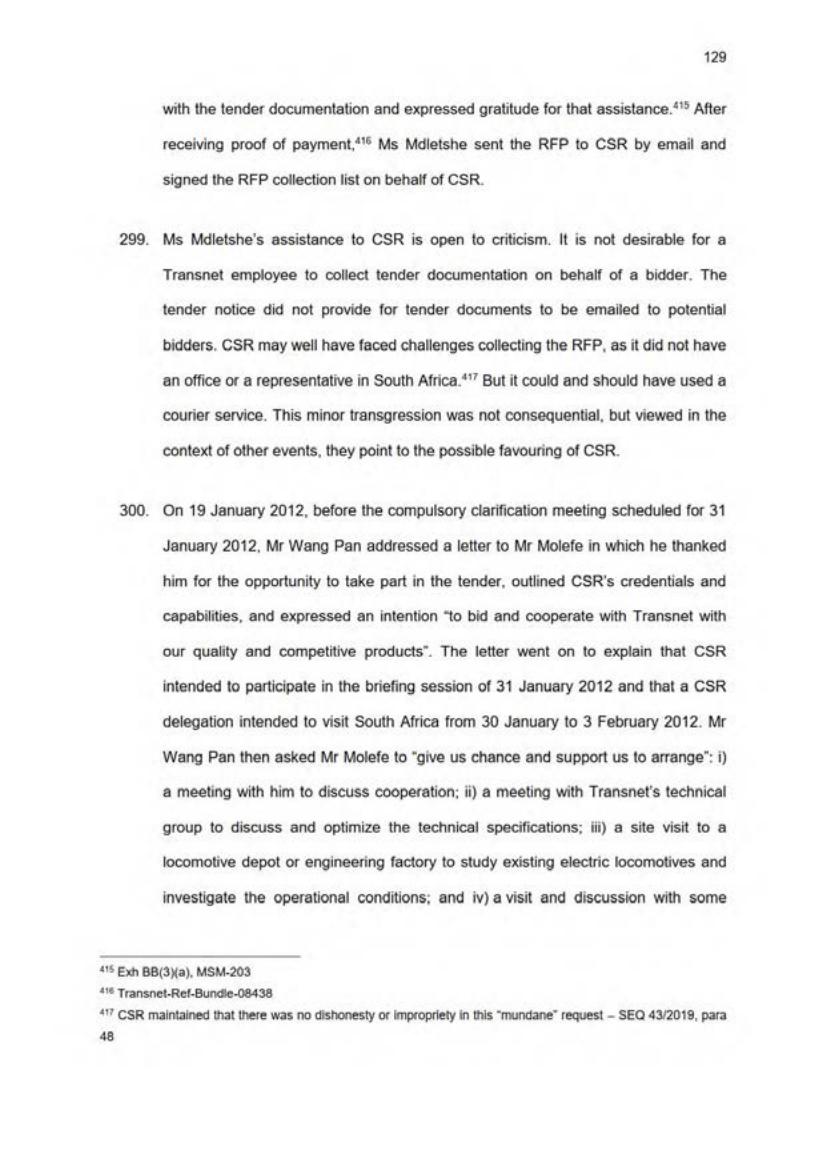 129
with the tender documentation and expressed gratitude for that assistance.415 After
receiving proof of payment,416 Ms Mdletshe sent the RFP to CSR by email and
signed the RFP collection list on behalf of CSR.
299. Ms Mdletshe's assistance to CSR is open to criticism. It is not desirable for a
Transnet employee to collect tender documentation on behalf of a bidder. The
tender notice did not provide for tender documents to be emailed to potential
bidders. CSR may well have faced challenges collecting the RFP, as it did not have
an office or a representative in South Africa.417 But it could and should have used a
courier service. This minor transgression was not consequential, but viewed in the
context of other events, they point to the possible favouring of CSR.
300. On 19 January 2012, before the compulsory clarification meeting scheduled for 31
January 2012, Mr Wang Pan addressed a letter to Mr Molefe in which he thanked
him for the opportunity to take part in the tender, outlined CSR's credentials and
capabilities, and expressed an intention "to bid and cooperate with Transnet with
our quality and competitive products". The letter went on to explain that CSR
intended to participate in the briefing session of 31 January 2012 and that a CSR
delegation intended to visit South Africa from 30 January to 3 February 2012. Mr
Wang Pan then asked Mr Molefe to "give us chance and support us to arrange": i)
a meeting with him to discuss cooperation; ii) a meeting with Transnet's technical
group to discuss and optimize the technical specifications; iii) a site visit to a
locomotive depot or engineering factory to study existing electric locomotives and
investigate the operational conditions; and iv) a visit and discussion with some
415 Exh BB(3)(a), MSM-203
416 Transnet-Ref-Bundle-08438
417 CSR maintained that there was no dishonesty or impropriety in this "mundane" request – SEQ 43/2019, para
48